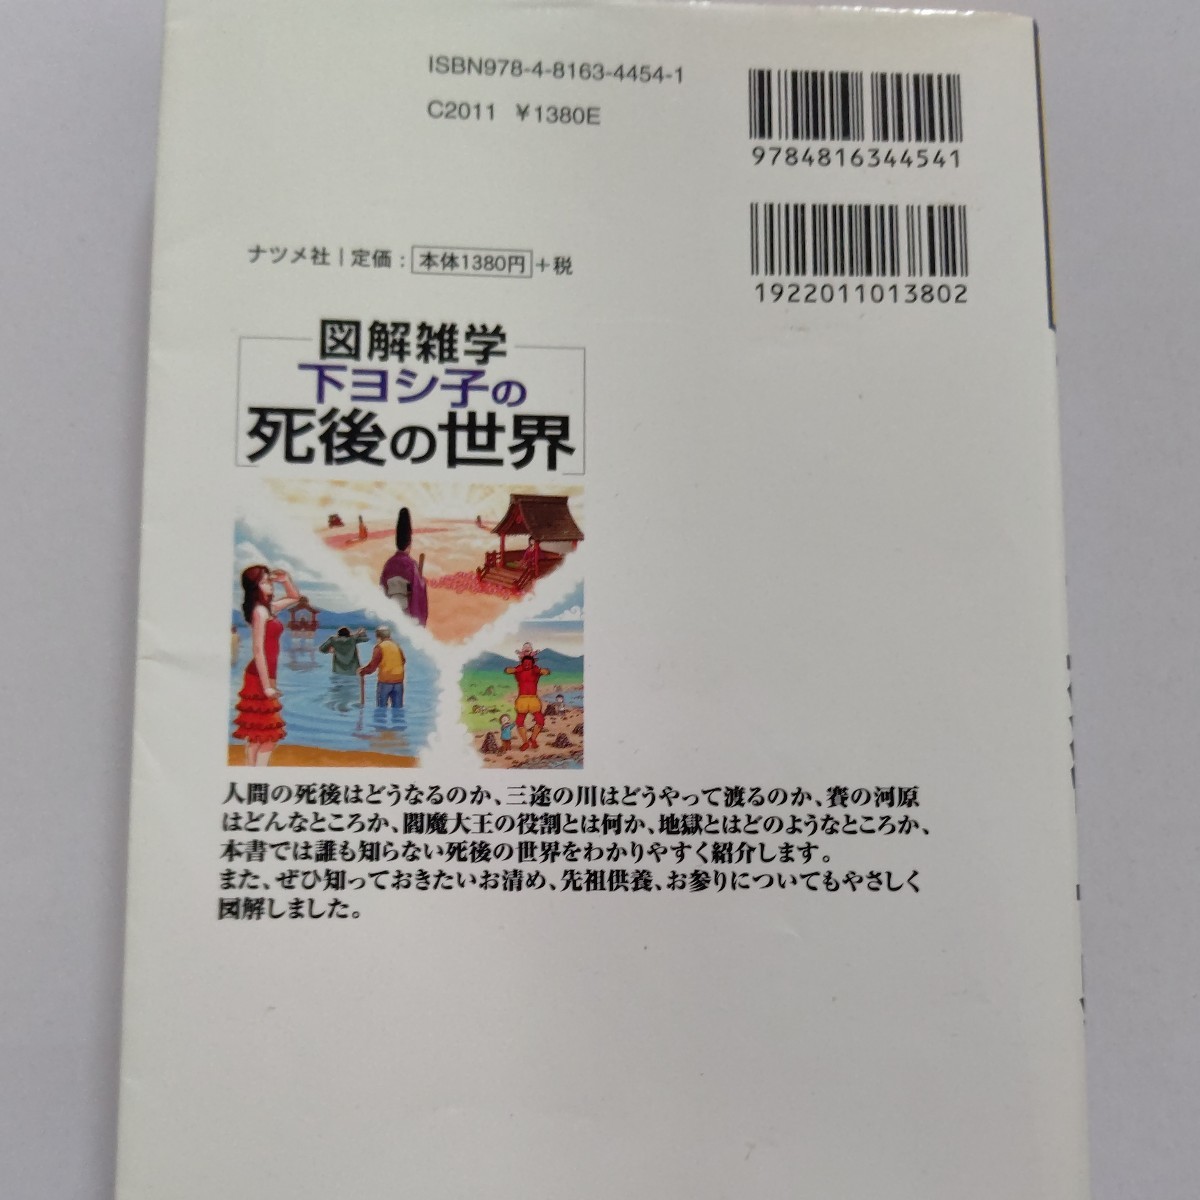 ISBN978-4-8163-4454-1
C2011 ¥1380E
9784816344541
1922011013802
ナツメ社 | 定価 : 本体1380円 +税
図解雑学
下ヨシ子の
死後の世界
人間の死後はどうなるのか、三途の川はどうやって渡るのか、賽の河原
はどんなところか、閻魔大王の役割とは何か、地獄とはどのようなところか、
本書では誰も知らない死後の世界をわかりやすく紹介します。
また、ぜひ知っておきたいお清め、先祖供養、お参りについてもやさしく
図解しました。